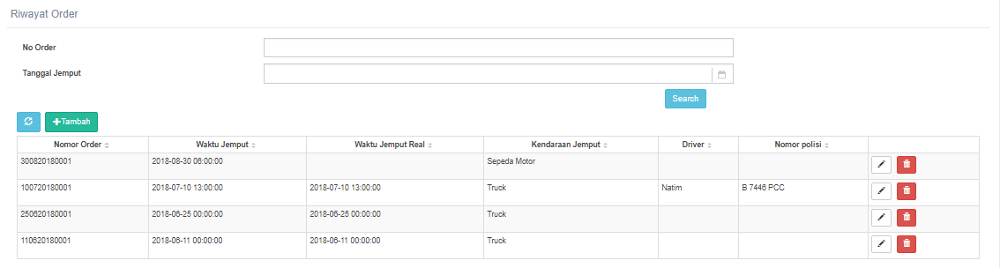 Riwayat Order
No Order
Tanggal Jemput
Search
Tambah
Nomor Order Waktu Jemput Waktu Jemput Real Kendaraan Jemput Driver Nomor polisi
300820180001 2018-08-30 06:00:00 Sepeda Motor
100720180001 2018-07-10 13:00:00 2018-07-10 13:00:00 Truck Natim B 7446 PCC
250620180001 2018-06-25 00:00:00 2018-06-25 00:00:00 Truck
110620180001 2018-06-11 00:00:00 2018-06-11 00:00:00 Truck